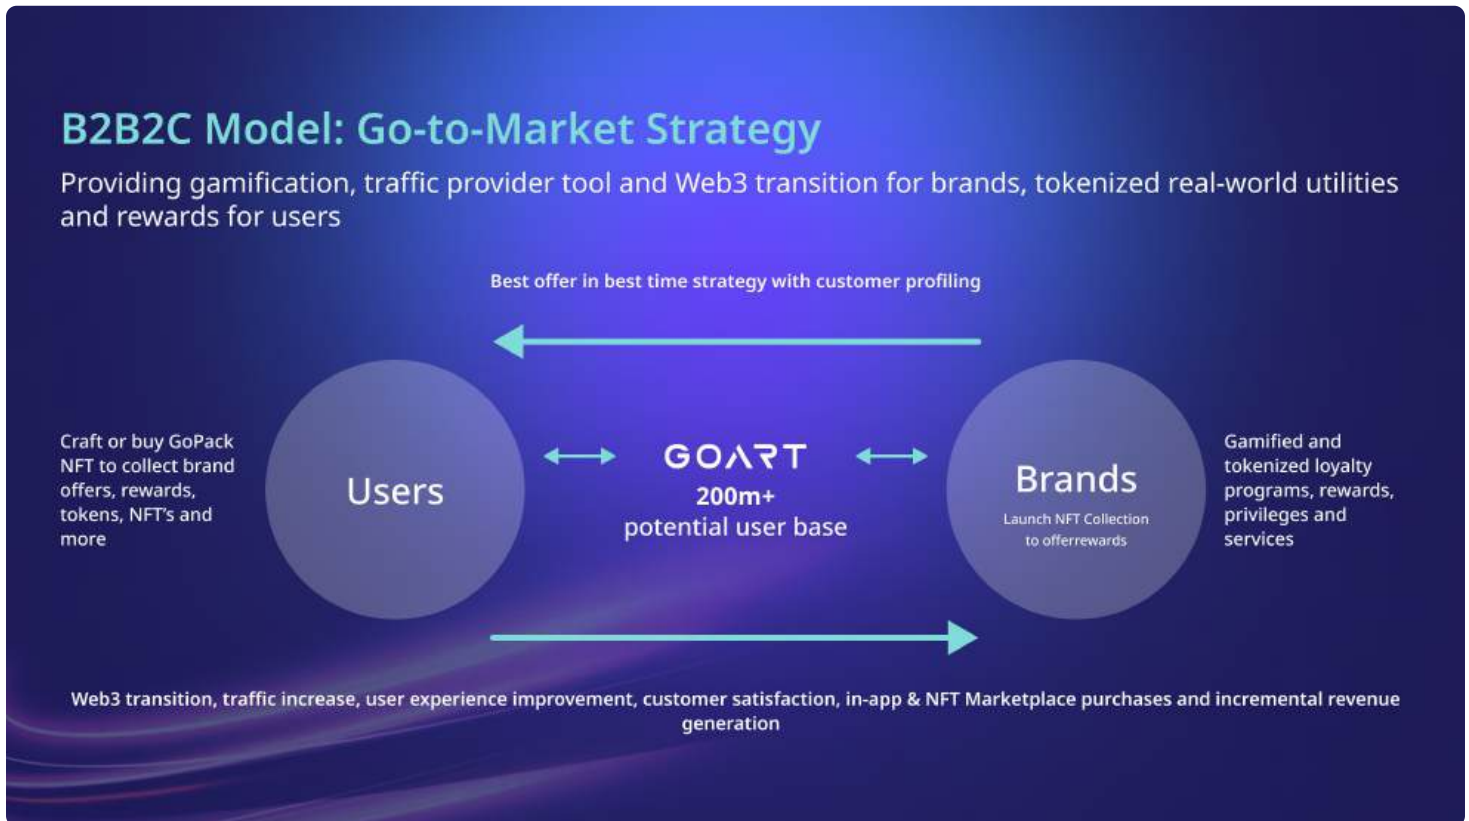 B2B2C Model: Go-to-Market Strategy
Providing gamification, traffic provider tool and Web3 transition for brands, tokenized real-world utilities
and rewards for users
Best offer in best time strategy with customer profiling
Craft or buy GoPack
NFT to collect brand
offers, rewards,
tokens, NFT's and
more
Users
GOART
200m+
potential user base
Brands
Launch NFT Collection
to offerrewards
Gamified and
tokenized loyalty
programs, rewards,
privileges and
services
Web3 transition, traffic increase, user experience improvement, customer satisfaction, in-app & NFT Marketplace purchases and incremental revenue
generation